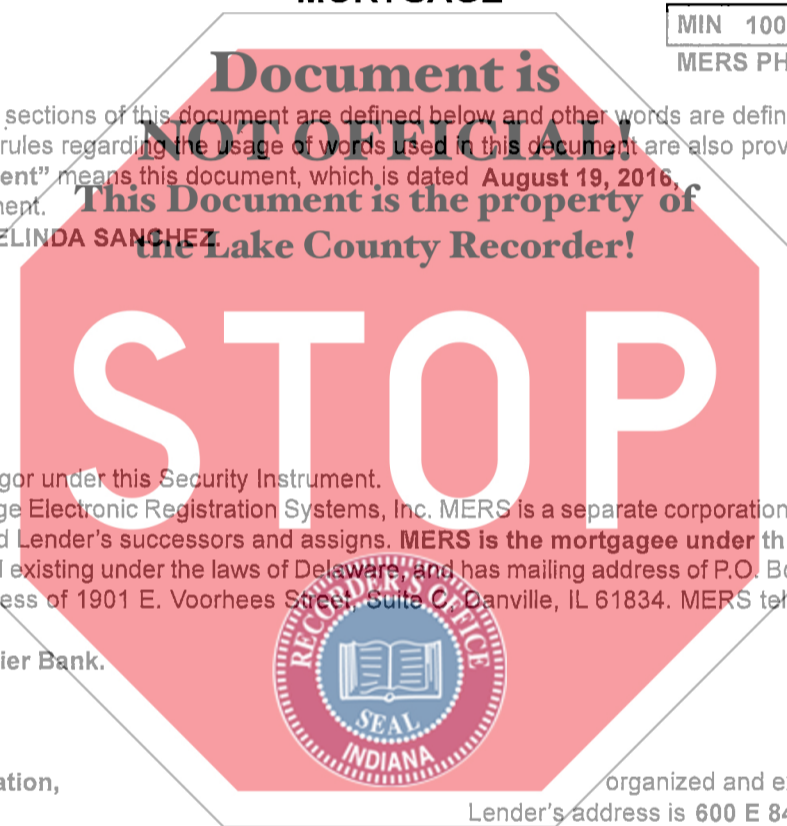 MORTGAGE
MIN 100
MERS PH
Document is
sections of this document are defined below and other words are defin
NOT OFFICIAL!
rules regarding the usage of words used in this document are also prov
ent” means this document, which is dated August 19, 2016,
This Document is the property of
ment.
ELINDA SANCHEZ.
the Lake County Recorder!
STOP
gor under this Security Instrument.
ge Electronic Registration Systems, Inc. MERS is a separate corporation
d Lender's successors and assigns. MERS is the mortgagee under th
d existing under the laws of Delaware, and has mailing address of P.O. Bo
ess of 1901 E. Voorhees Street, Suite C, Danville, IL 61834. MERS tel
RECORDER'S OFFICE
ier Bank.
SEAL
INDIANA
ation,
organized and ex
Lender's address is 600 E 84